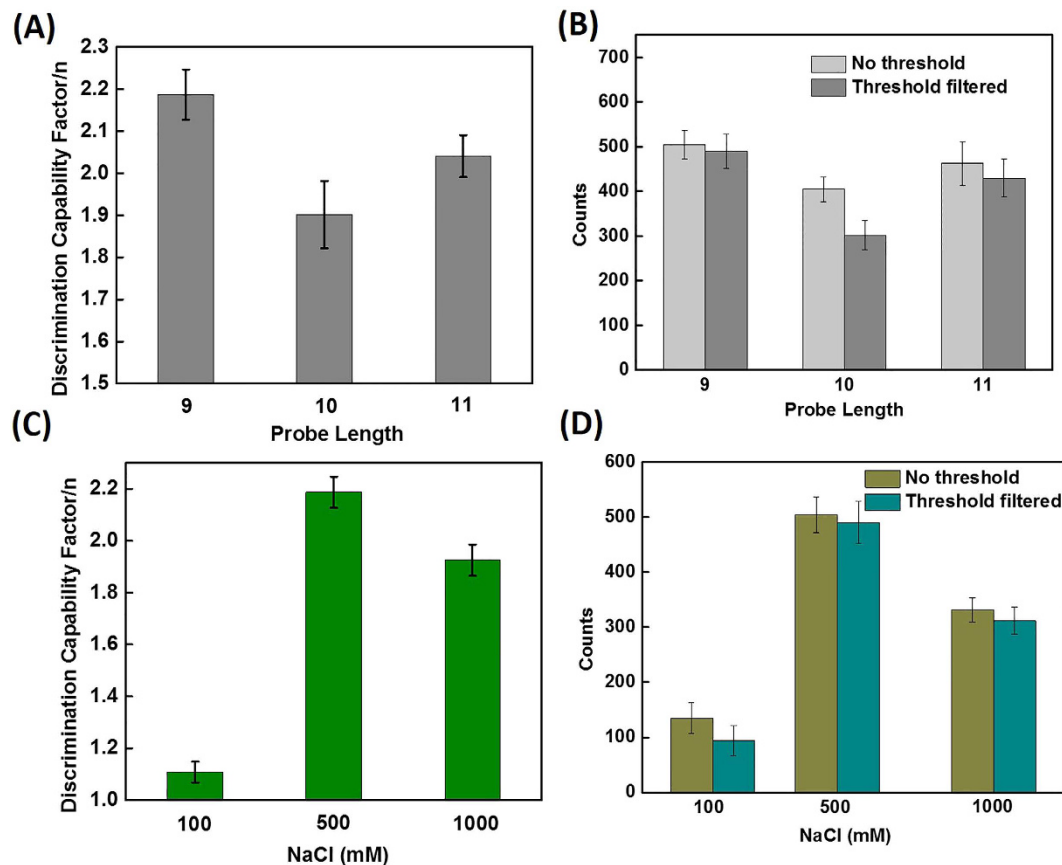 (A)
Discrimination Capability Factor/n
2.3
2.2
2.1
2.0
1.9
1.8
1.7
1.6
1.5
9 10 11
Probe Length
(B)
No threshold
Threshold filtered
Counts
700
600
500
400
300
200
100
0
9 10 11
Probe Length
(C)
Discrimination Capability Factor/n
2.2
2.0
1.8
1.6
1.4
1.2
1.0
100 500 1000
NaCl (mM)
(D)
No threshold
Threshold filtered
Counts
600
500
400
300
200
100
0
100 500 1000
NaCl (mM)